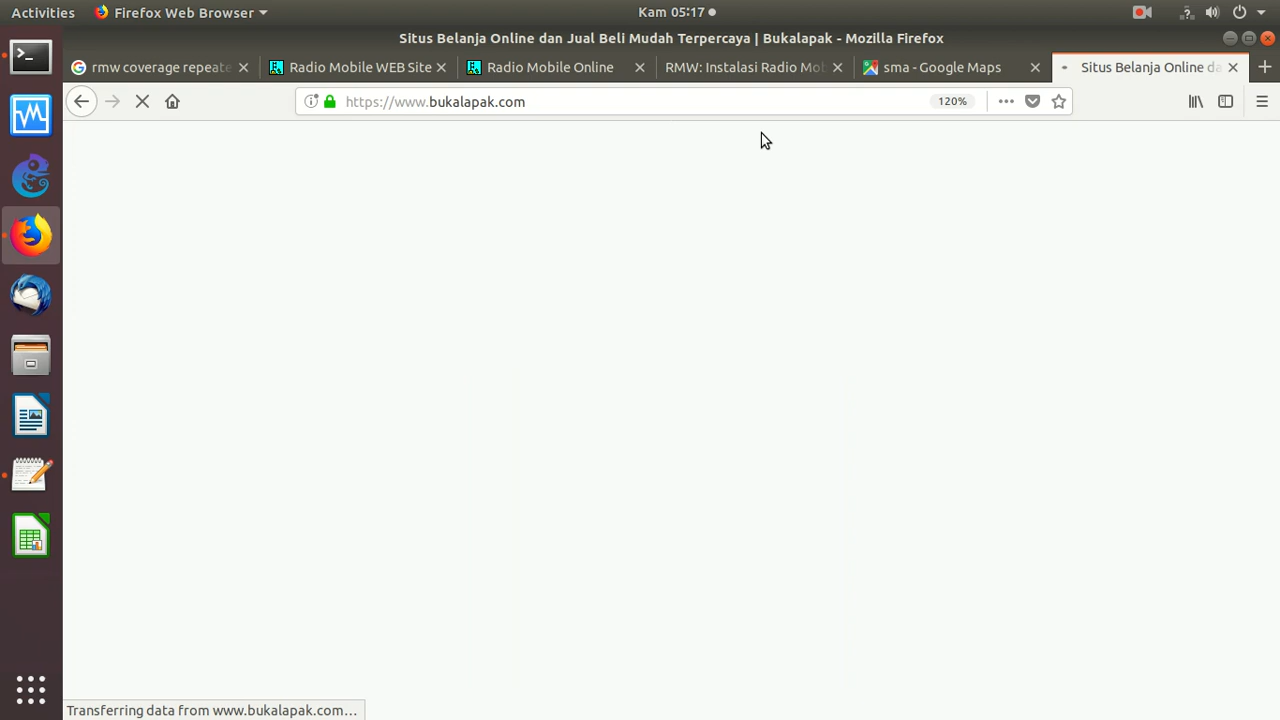 Activities
Firefox Web Browser
Kam 05:17
Situs Belanja Online dan Jual Beli Mudah Terpercaya | Bukalapak - Mozilla Firefox
rmw coverage repeate
Radio Mobile WEB Site
Radio Mobile Online
RMW: Instalasi Radio Mob
sma - Google Maps
Situs Belanja Online da
https://www.bukalapak.com
120%
Transferring data from www.bukalapak.com…